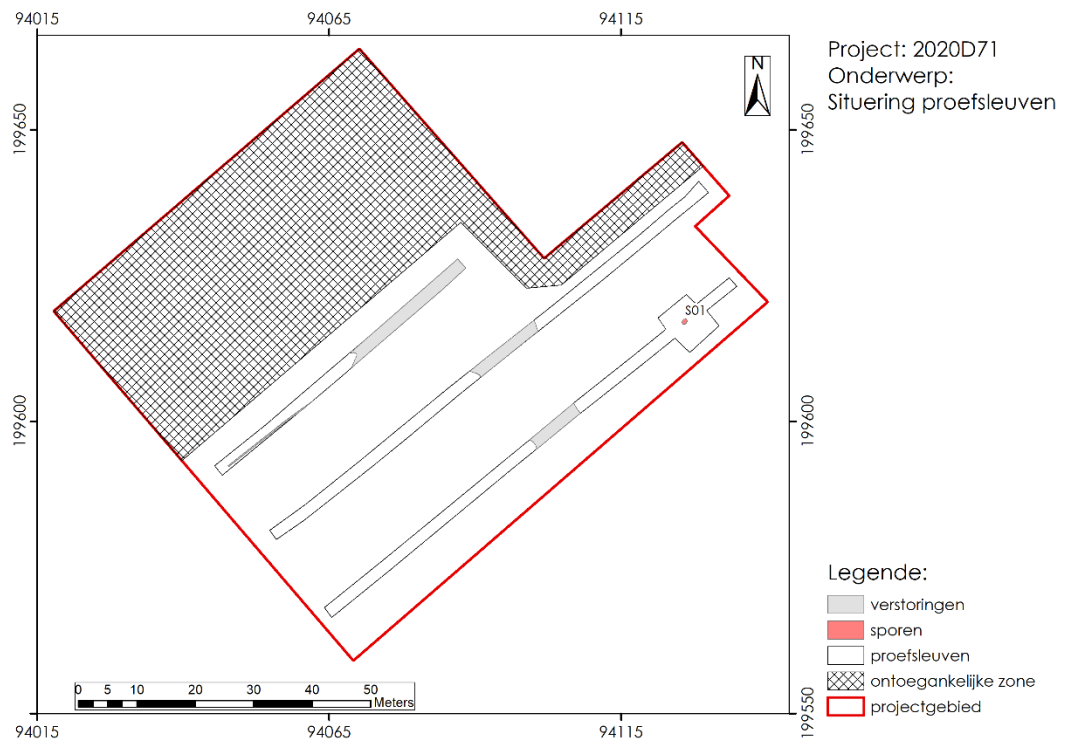 94015 94065 94115
Project: 2020D71
Onderwerp:
Situering proefsleuven
N
199650 199650
S01
199600 199600
Legende:
verstoringen
sporen
proefsleuven
ontoegankelijke zone
projectgebied
0 5 10 20 30 40 50
Meters
199550
94015 94065 94115